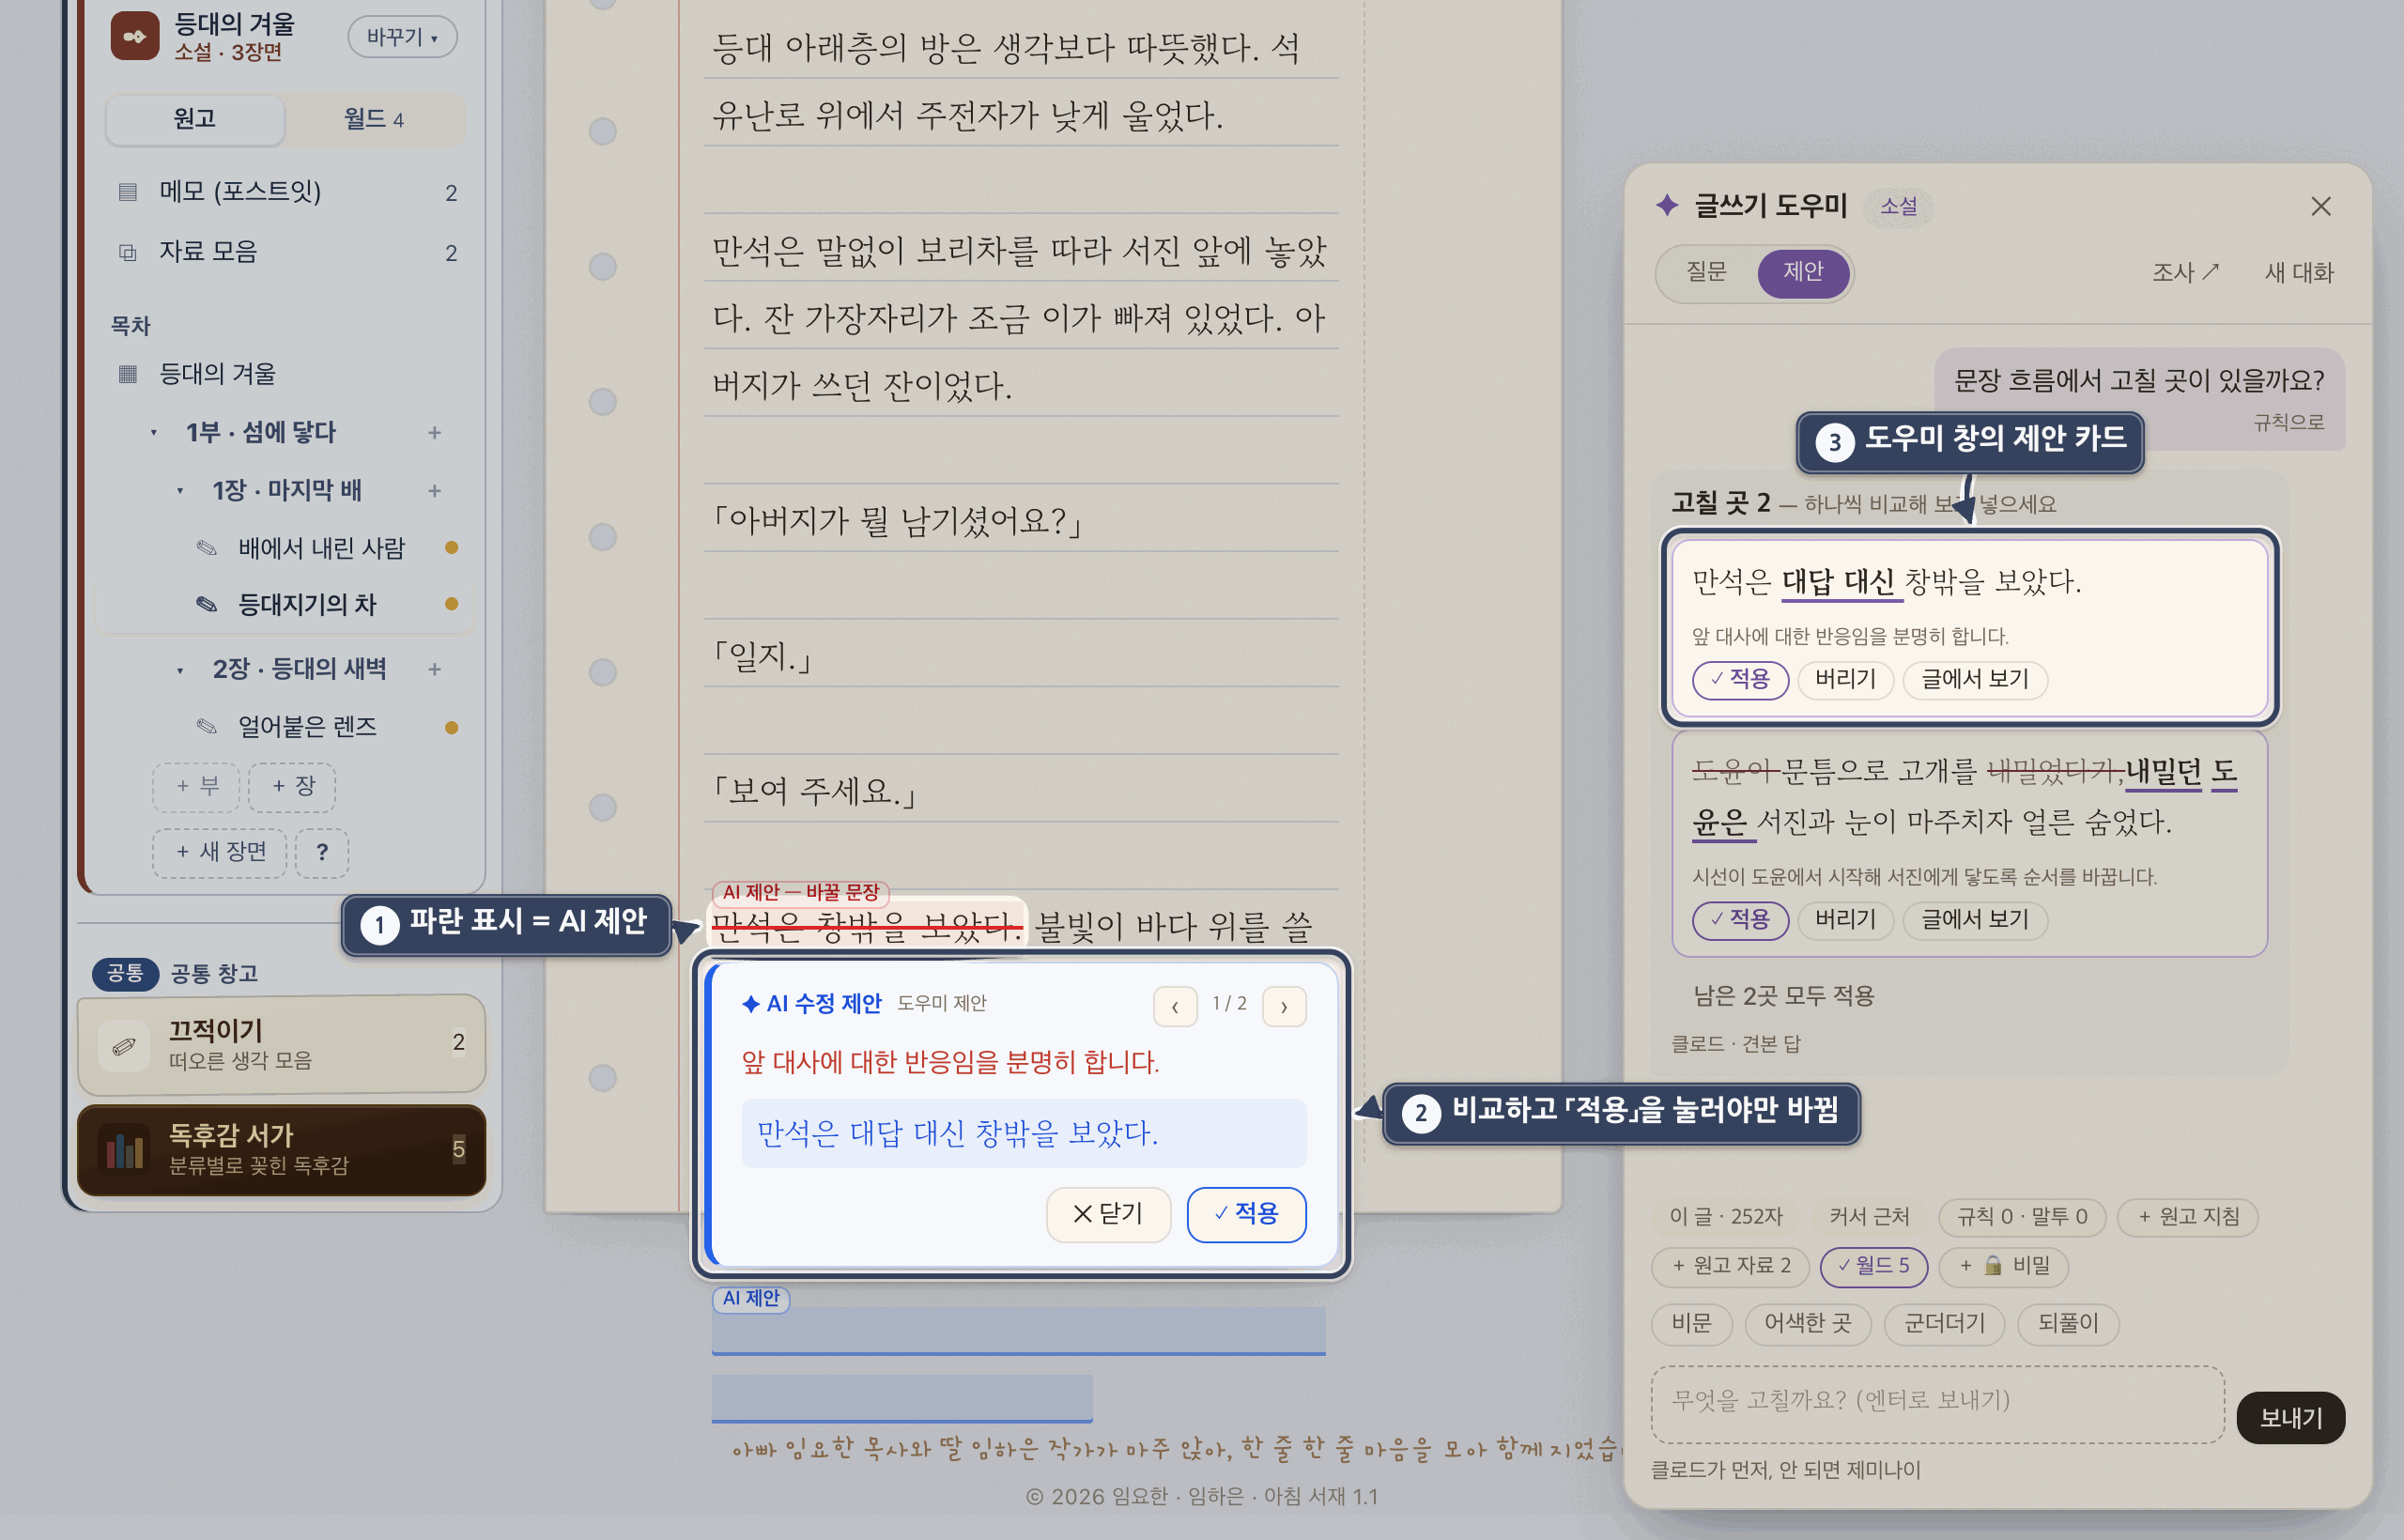 등대의 겨울
소설 · 3장면
바꾸기 ▾
원고
월드 4
메모 (포스트잇) 2
자료 모음 2
목차
등대의 겨울
1부 · 섬에 닿다 +
1장 · 마지막 배 +
배에서 내린 사람
등대지기의 차
2장 · 등대의 새벽 +
얼어붙은 렌즈
+ 부
+ 장
+ 새 장면
?
공통 공통 창고
끄적이기
떠오른 생각 모음
2
독후감 서가
분류별로 꽂힌 독후감
5
등대 아래층의 방은 생각보다 따뜻했다. 석
유난로 위에서 주전자가 낮게 울었다.
만석은 말없이 보리차를 따라 서진 앞에 놓았
다. 잔 가장자리가 조금 이가 빠져 있었다. 아
버지가 쓰던 잔이었다.
「아버지가 뭘 남기셨어요?」
「일지.」
「보여 주세요.」
AI 제안 — 바꿀 문장
1 파란 표시 = AI 제안
만석은 창밖을 보았다. 불빛이 바다 위를 쓸
✦ AI 수정 제안 도우미 제안 ‹ 1 / 2 ›
앞 대사에 대한 반응임을 분명히 합니다.
만석은 대답 대신 창밖을 보았다.
✕ 닫기
✓ 적용
2 비교하고 「적용」을 눌러야만 바뀜
AI 제안
아빠 임요한 목사와 딸 임하은 작가가 마주 앉아, 한 줄 한 줄 마음을 모아 함께 지었습
© 2026 임요한 · 임하은 · 아침 서재 1.1
✦ 글쓰기 도우미 소설 ✕
질문
제안
조사 ↗
새 대화
문장 흐름에서 고칠 곳이 있을까요?
규칙으로
3 도우미 창의 제안 카드
고칠 곳 2 — 하나씩 비교해 넣으세요
만석은 대답 대신 창밖을 보았다.
앞 대사에 대한 반응임을 분명히 합니다.
✓ 적용 버리기 글에서 보기
도윤이 문틈으로 고개를 내밀었다가, 내밀던 도
윤은 서진과 눈이 마주치자 얼른 숨었다.
시선이 도윤에서 시작해 서진에게 닿도록 순서를 바꿉니다.
✓ 적용 버리기 글에서 보기
남은 2곳 모두 적용
클로드 · 견본 답
이 글 · 252자 커서 근처 규칙 0 · 말투 0 + 원고 지침
+ 원고 자료 2 ✓ 월드 5 + 🔒 비밀
비문 어색한 곳 군더더기 되풀이
무엇을 고칠까요? (엔터로 보내기)
보내기
클로드가 먼저, 안 되면 제미나이